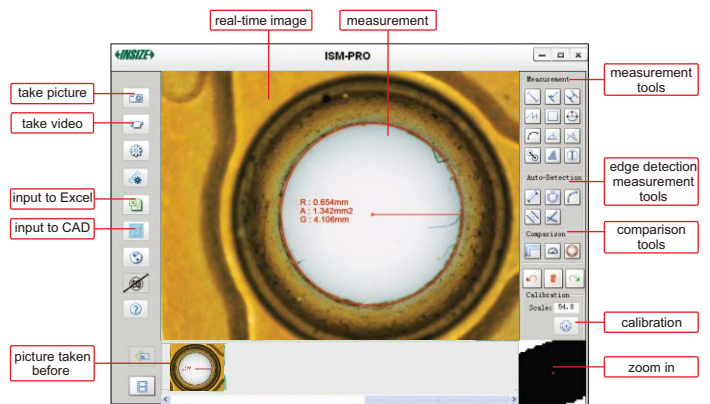 real-time image
measurement
INSIZE
ISM-PRO
take picture
take video
input to Excel
input to CAD
picture taken
before
R : 0.654mm
A : 1.342mm2
G : 4.106mm
Measurement
measurement
tools
Auto-Detection
edge detection
measurement
tools
Comparison
comparison
tools
Calibration
Scale: 54.8
calibration
zoom in